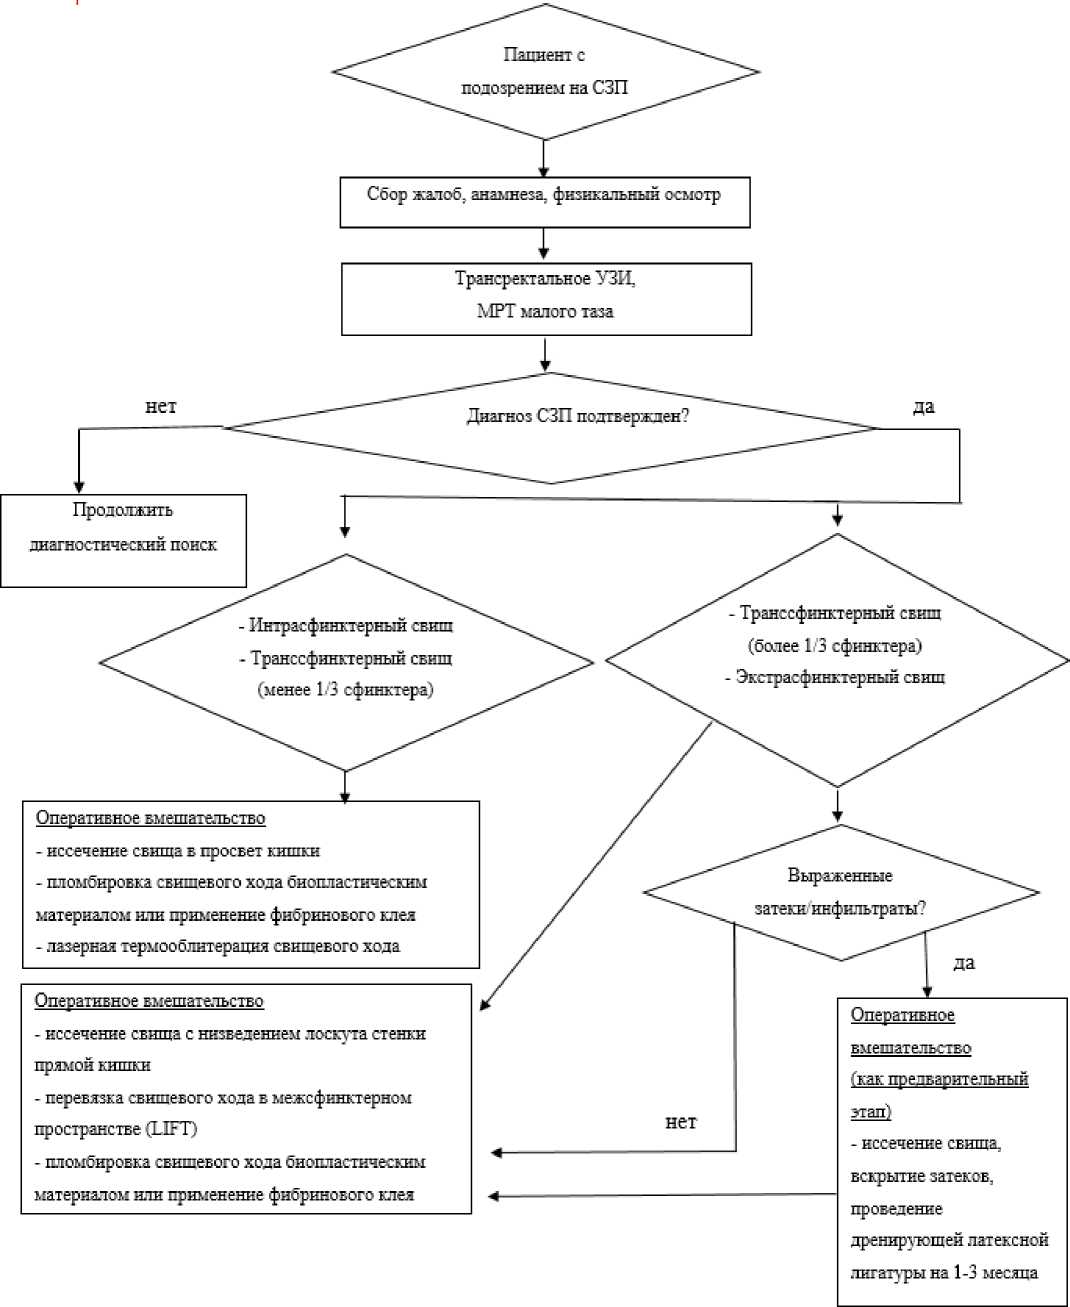 Пациент с
подозрением на СЗП
Сбор жалоб, анамнеза, физикальный осмотр
Трансректальное УЗИ,
МРТ малого таза
нет
Диагноз СЗП подтвержден?
да
Продолжить
диагностический поиск
- Интрасфинктерный свищ
- Транссфинктерный свищ
(менее 1/3 сфинктера)
- Транссфинктерный свищ
(более 1/3 сфинктера)
- Экстрасфинктерный свищ
Оперативное вмешательство
- иссечение свища в просвет кишки
- пломбировка свищевого хода биопластическим
материалом или применение фибринового клея
- лазерная термооблитерация свищевого хода
Выраженные
затеки/инфильтраты?
да
Оперативное вмешательство
- иссечение свища с низведением лоскута стенки
прямой кишки
- перевязка свищевого хода в межсфинктерном
пространстве (LIFT)
- пломбировка свищевого хода биопластическим
материалом или применение фибринового клея
нет
Оперативное
вмешательство
(как предварительный
этап)
- иссечение свища,
вскрытие затеков,
проведение
дренирующей латексной
лигатуры на 1-3 месяца